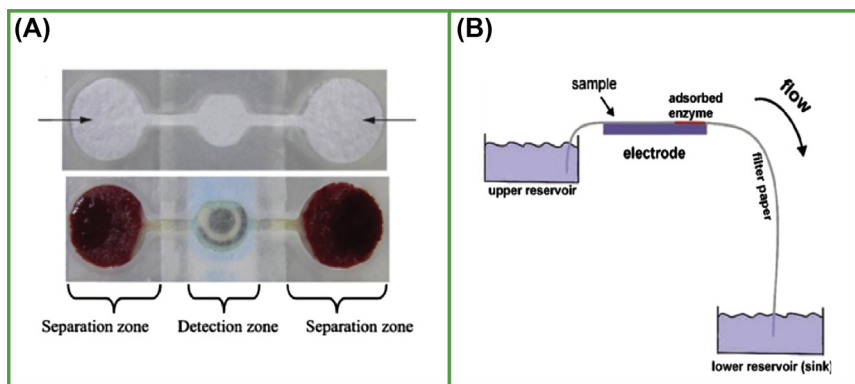 (A)
Separation zone
Detection zone
Separation zone
(B)
sample
adsorbed
enzyme
flow
electrode
filter paper
upper reservoir
lower reservoir (sink)